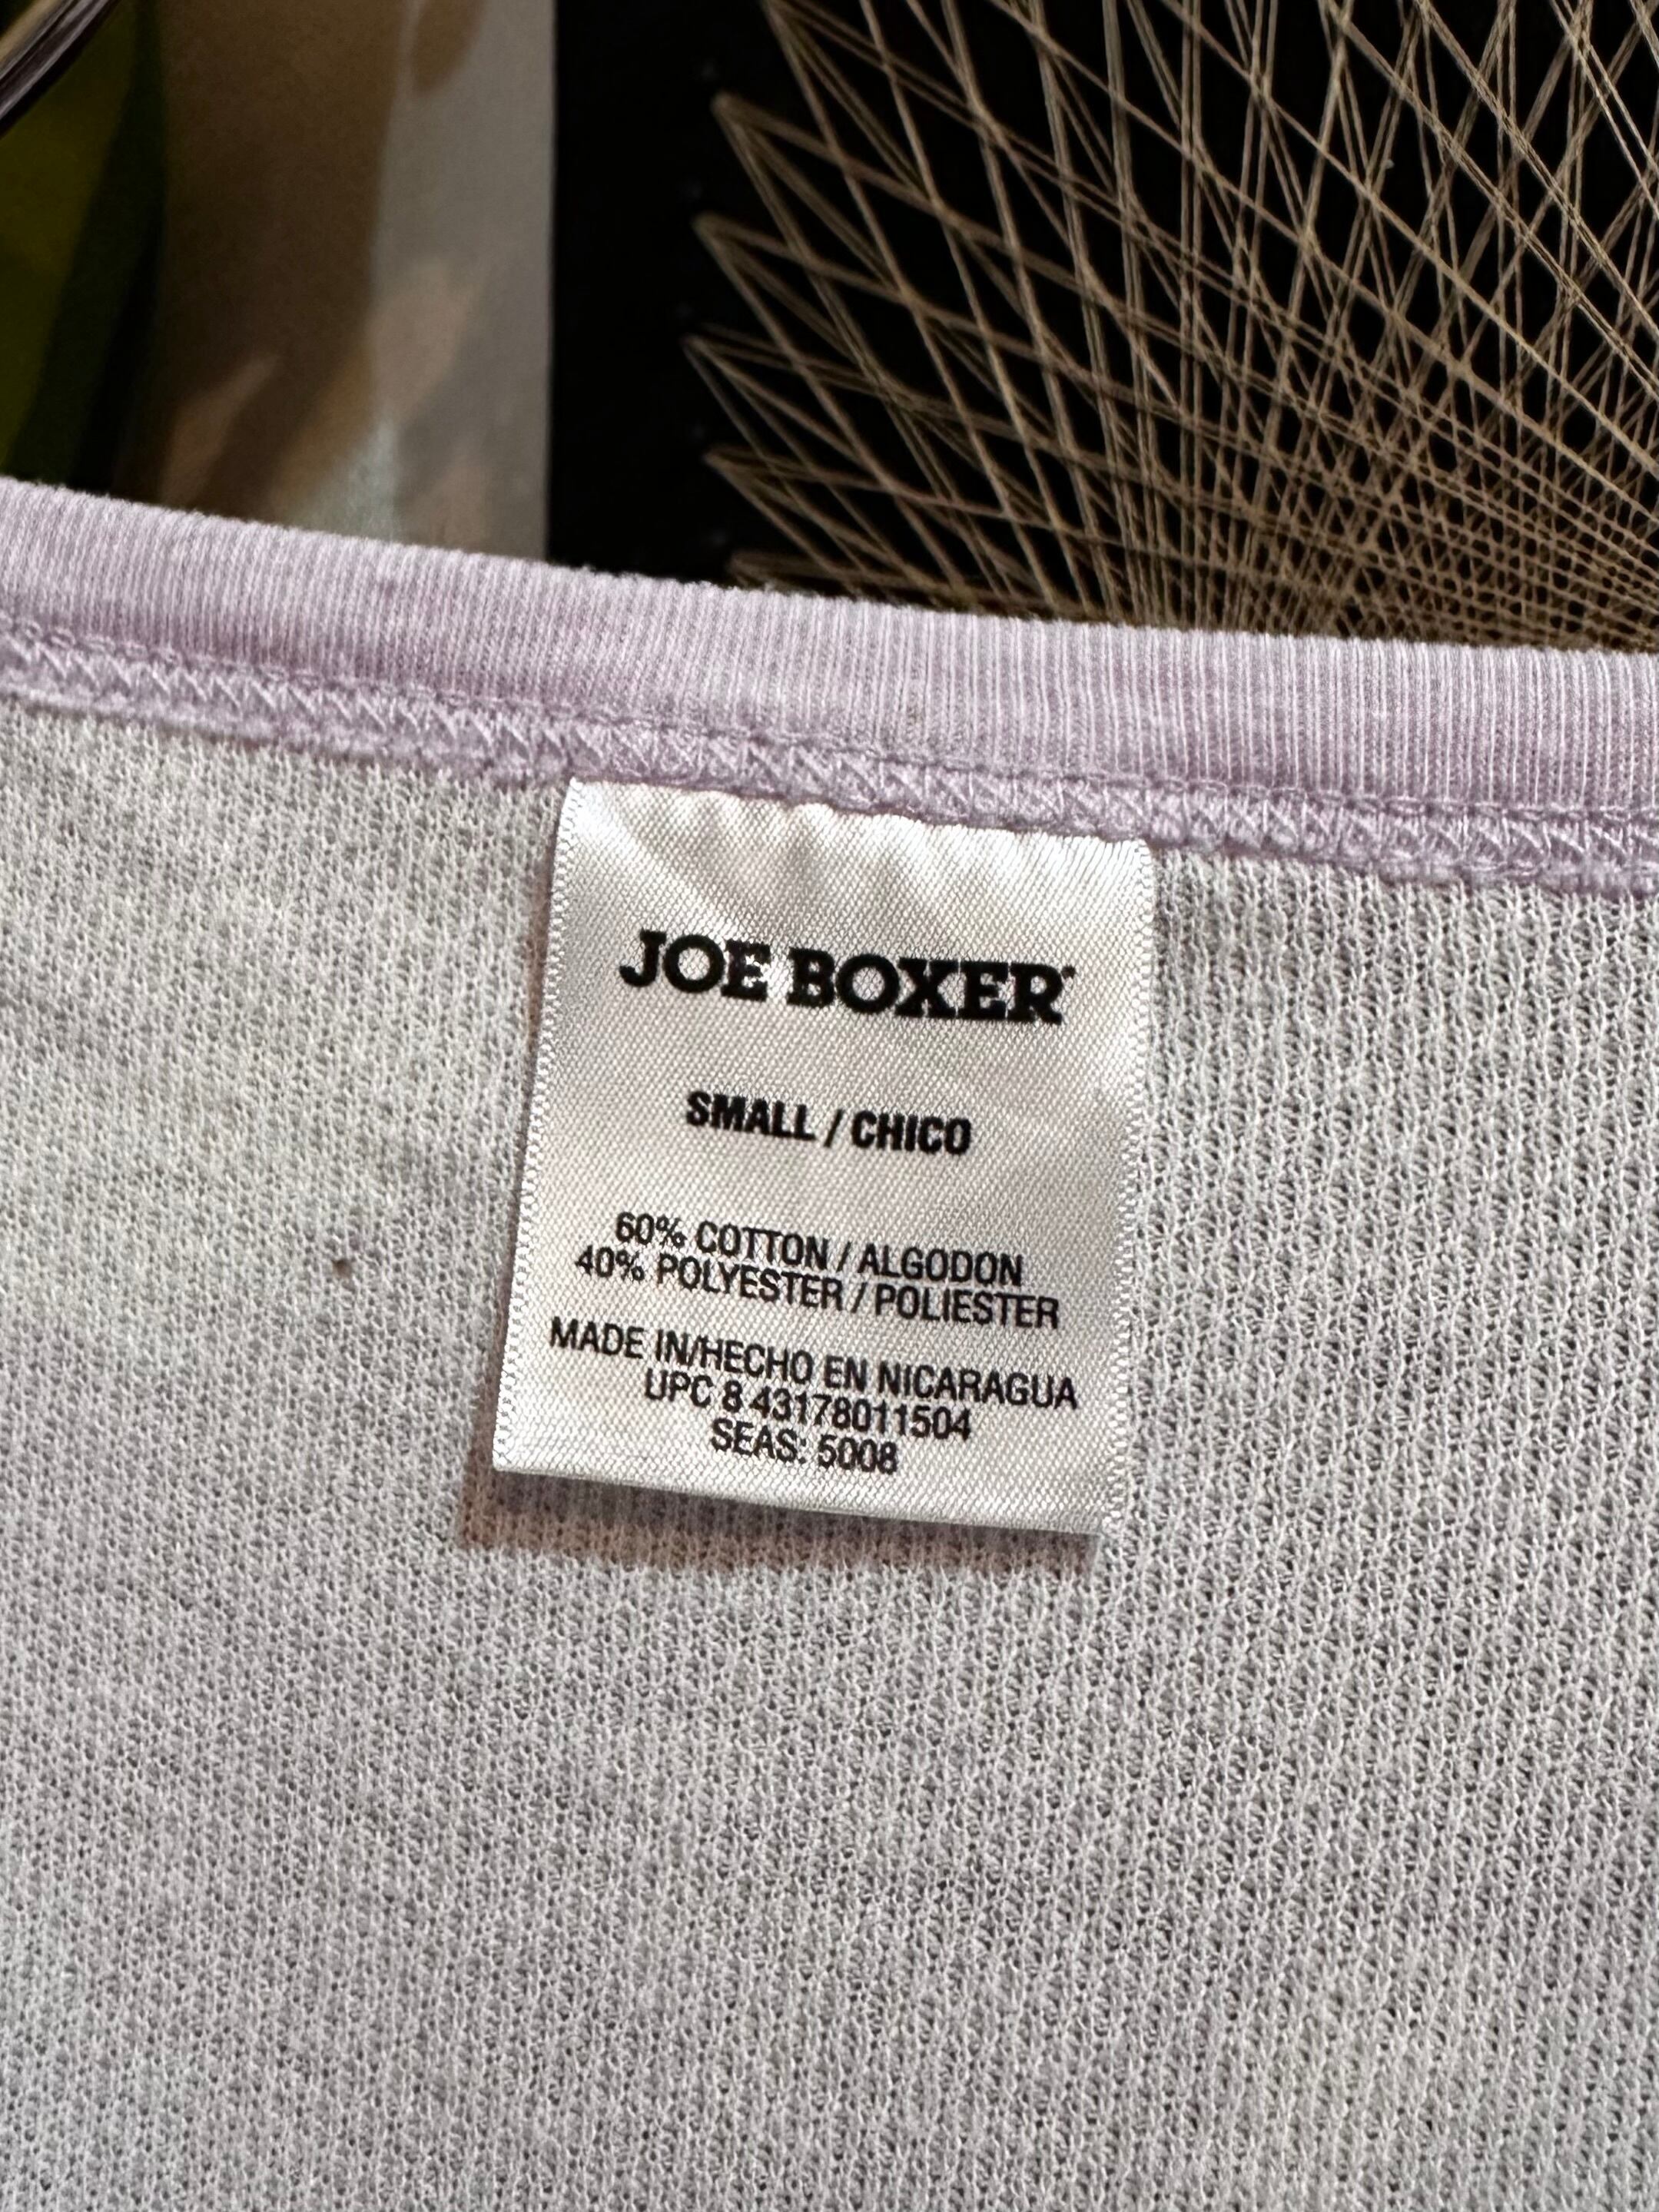 JOE BOXER
SMALL / CHICO
60% COTTON / ALGODON
40% POLYESTER / POLIESTER
MADE IN/HECHO EN NICARAGUA
UPC 8 43178011504
SEAS: 5008